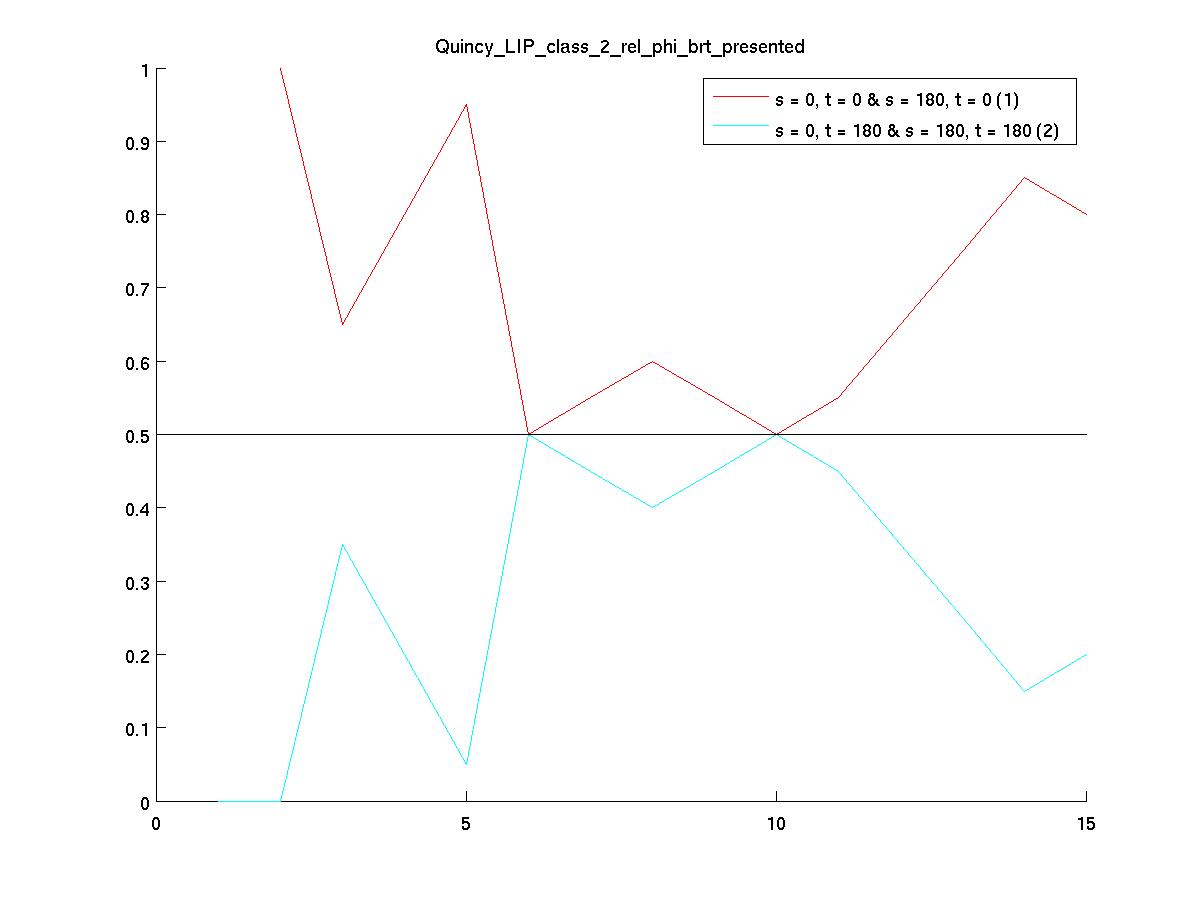 Quincy_LIP_class_2_rel_phi_brt_presented
s = 0, t = 0 & s = 180, t = 0 (1)
s = 0, t = 180 & s = 180, t = 180 (2)
1
0.9
0.8
0.7
0.6
0.5
0.4
0.3
0.2
0.1
0
0 5 10 15